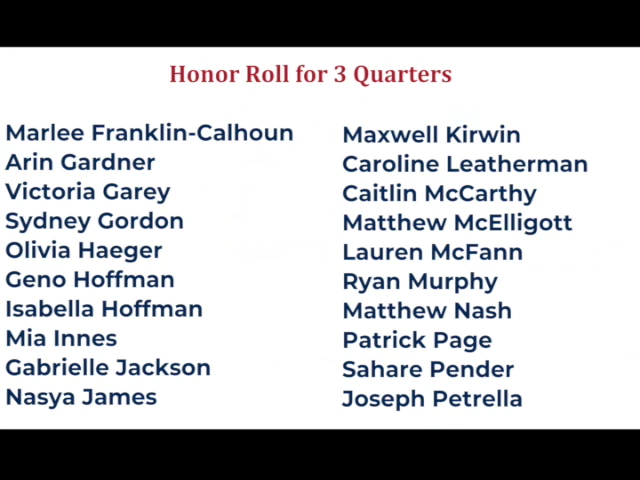 Honor Roll for 3 Quarters
Marlee Franklin-Calhoun
Arin Gardner
Victoria Garey
Sydney Gordon
Olivia Haeger
Geno Hoffman
Isabella Hoffman
Mia Innes
Gabrielle Jackson
Nasya James
Maxwell Kirwin
Caroline Leatherman
Caitlin McCarthy
Matthew McElligott
Lauren McFann
Ryan Murphy
Matthew Nash
Patrick Page
Sahare Pender
Joseph Petrella